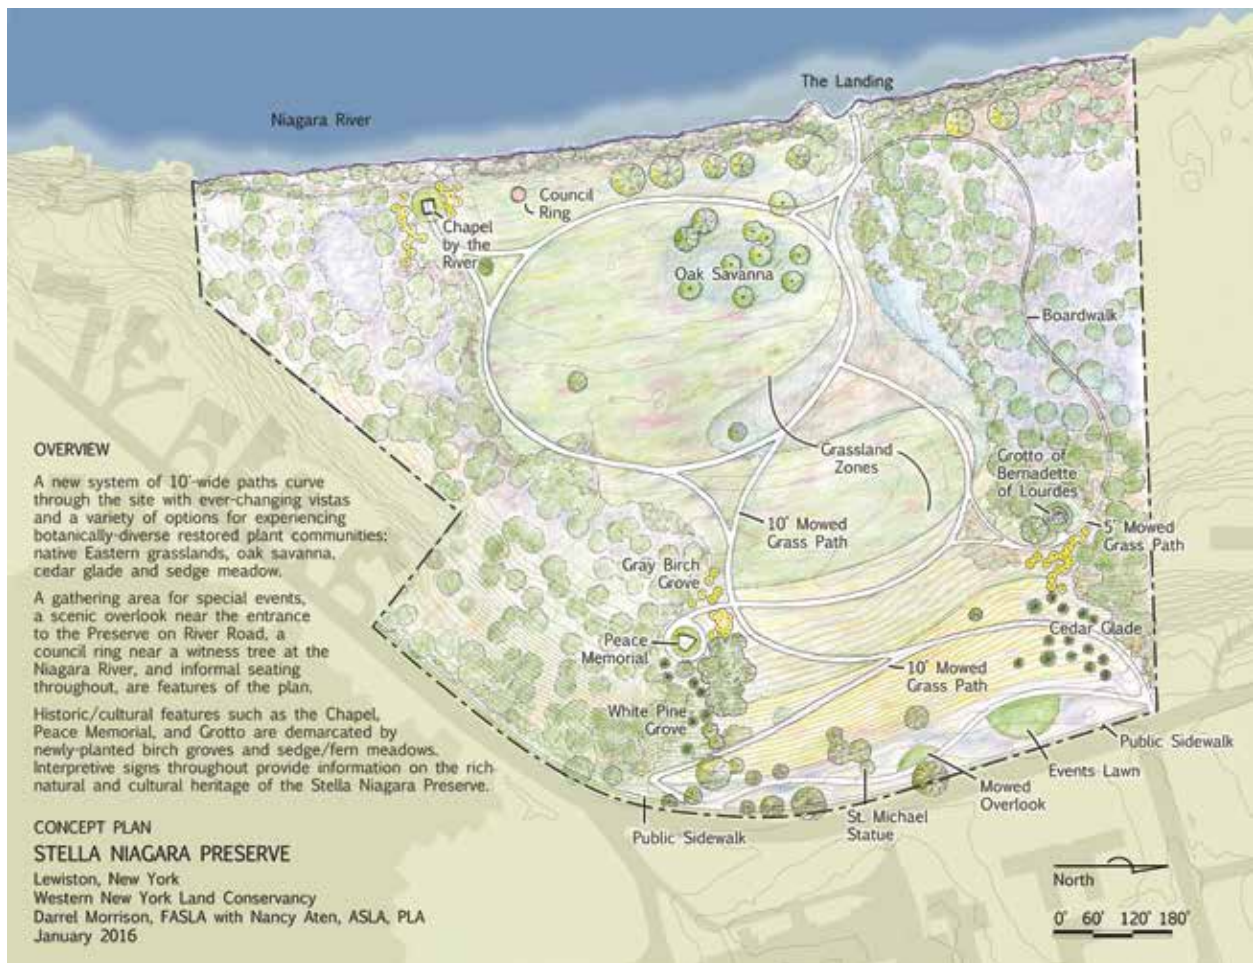 The Landing
Niagara River
Council
Ring
Chapel
by the
River
Oak Savanna
Boardwalk
Grassland
Zones
Grotto of
Bernadette
of Lourdes
10' Mowed
Grass Path
5' Mowed
Grass Path
Gray Birch
Grove
Peace
Memorial
Cedar Glade
10' Mowed
Grass Path
White Pine
Grove
Public Sidewalk
Events Lawn
Mowed
Overlook
St. Michael
Statue
Public Sidewalk
OVERVIEW
A new system of 10'-wide paths curve
through the site with ever-changing vistas
and a variety of options for experiencing
botanically-diverse restored plant communities:
native Eastern grasslands, oak savanna,
cedar glade and sedge meadow.
A gathering area for special events,
a scenic overlook near the entrance
to the Preserve on River Road, a
council ring near a witness tree at the
Niagara River, and informal seating
throughout, are features of the plan.
Historic/cultural features such as the Chapel,
Peace Memorial, and Grotto are demarcated by
newly-planted birch groves and sedge/fern meadows.
Interpretive signs throughout provide information on the rich
natural and cultural heritage of the Stella Niagara Preserve.
CONCEPT PLAN
STELLA NIAGARA PRESERVE
Lewiston, New York
Western New York Land Conservancy
Darrel Morrison, FASLA with Nancy Aten, ASLA, PLA
January 2016
North
0' 60' 120' 180'